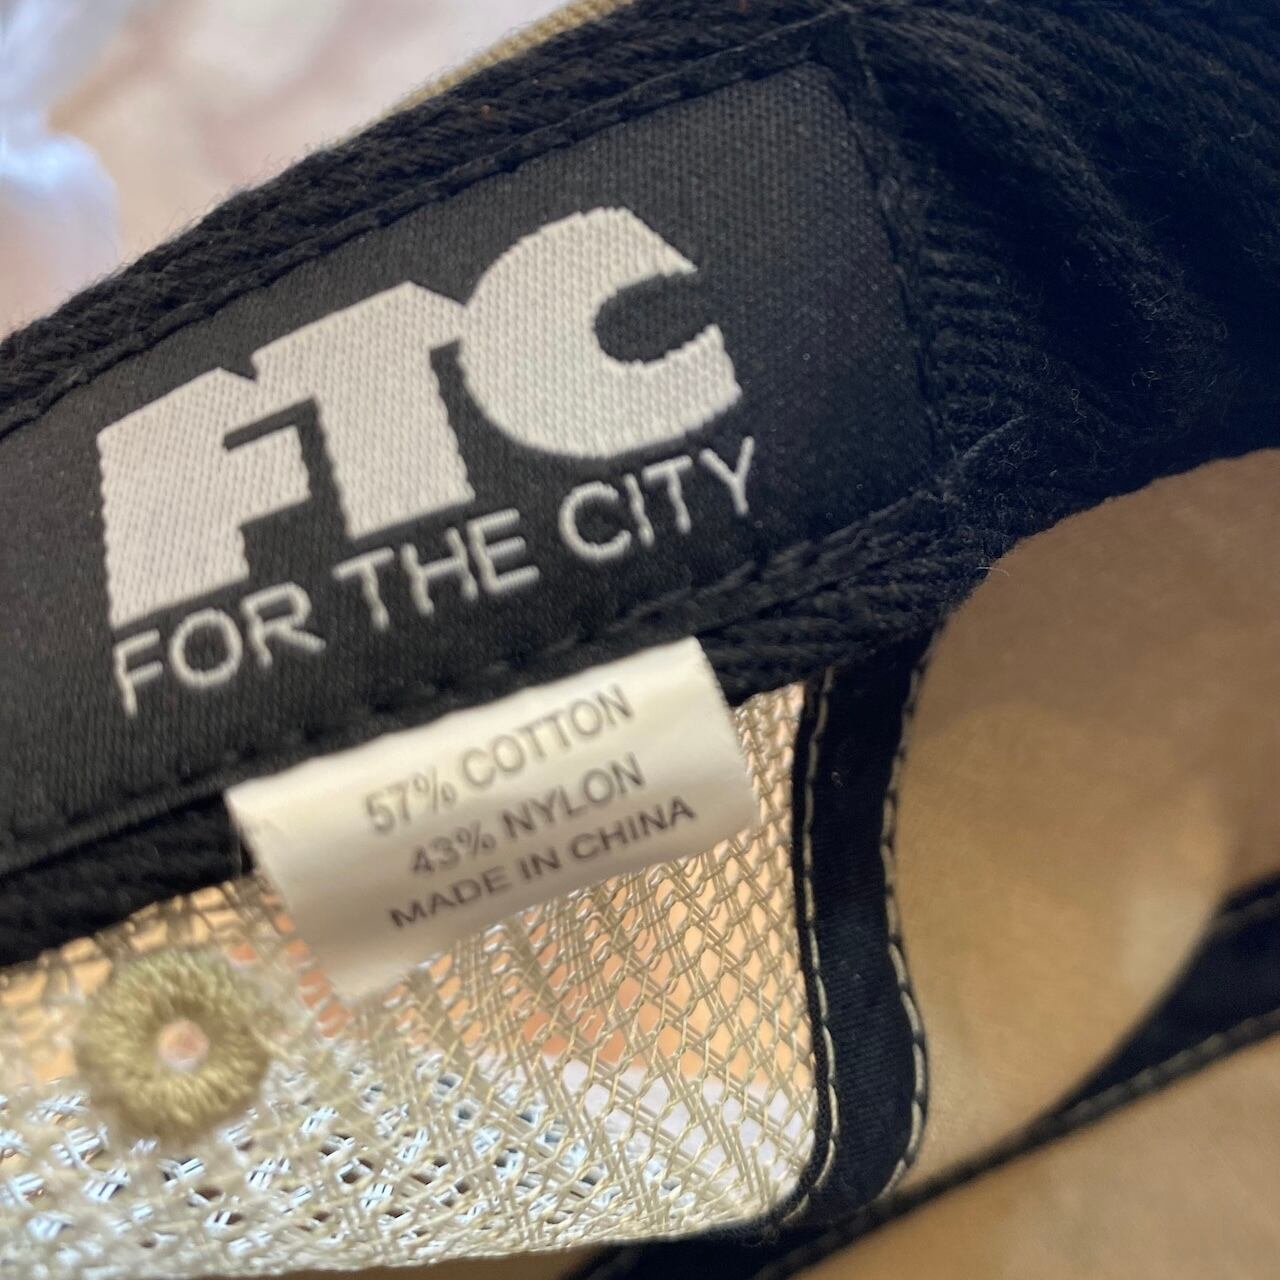 FTC
FOR THE CITY
57% COTTON
43% NYLON
MADE IN CHINA